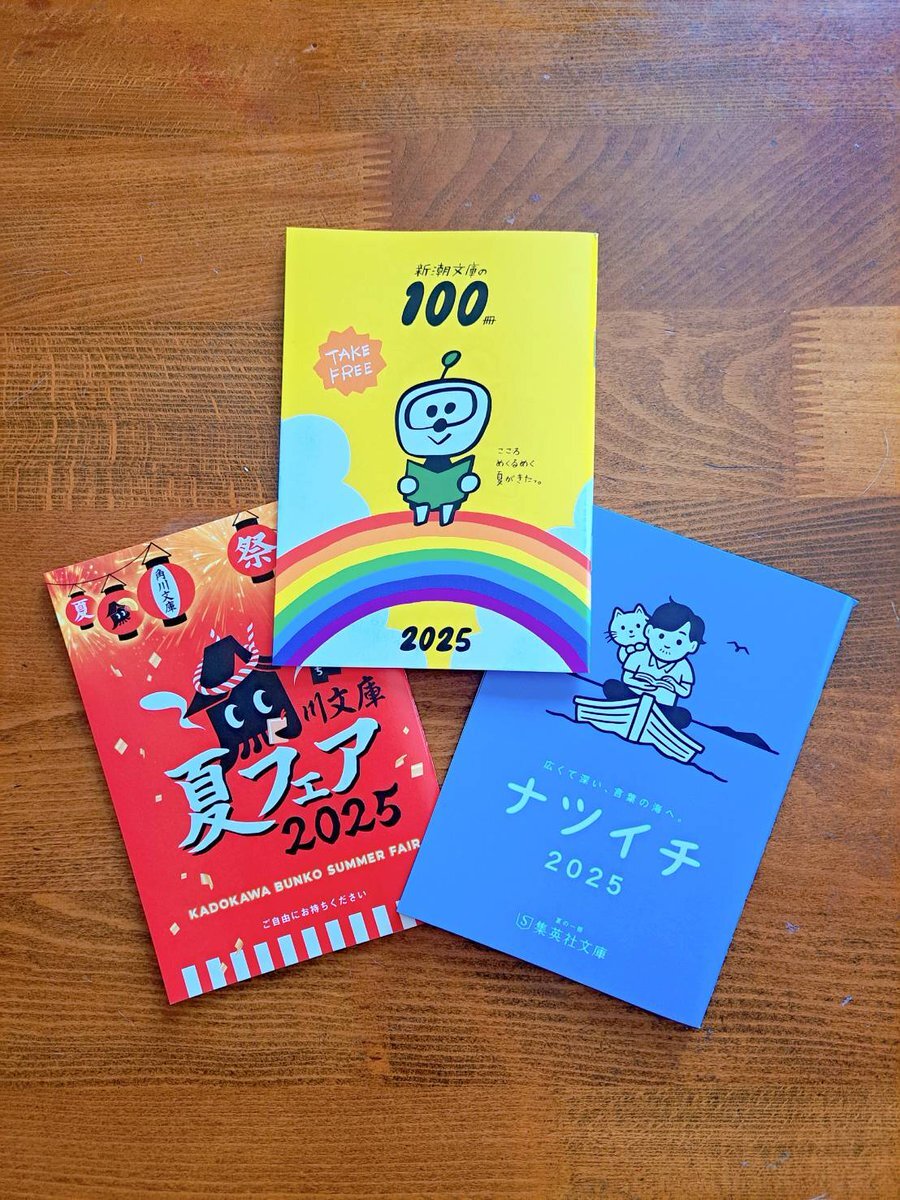 新潮文庫の
100冊
TAKE
FREE
こころ
めくるめく
夏がきたっ。
2025
夏
角川文庫
祭
川文庫
夏フェア
2025
KADOKAWA BUNKO SUMMER FAIR
ご自由にお持ちください
広くて深い、言葉の海へ。
ナツイチ
2025
夏の一冊
集英社文庫